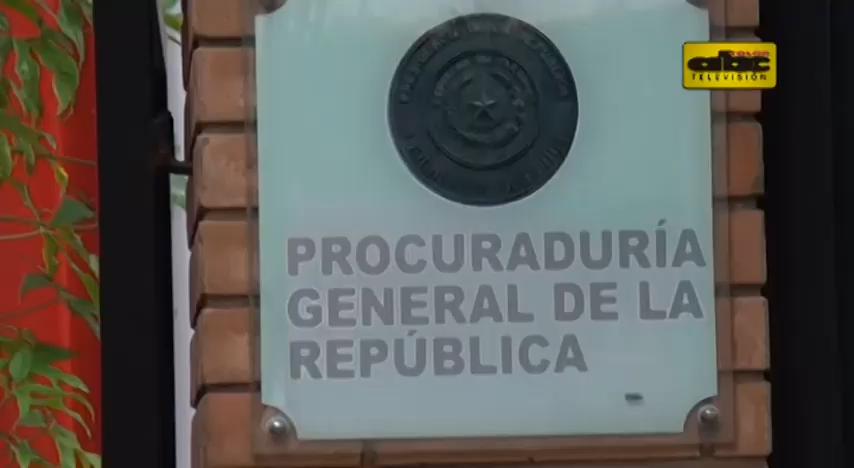 PROCURADURÍA
GENERAL DE LA
REPÚBLICA
abc
TELEVISIÓN